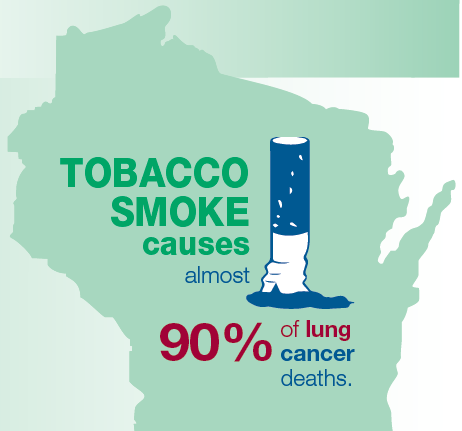 TOBACCO
SMOKE
causes
almost
90% of lung
cancer
deaths.